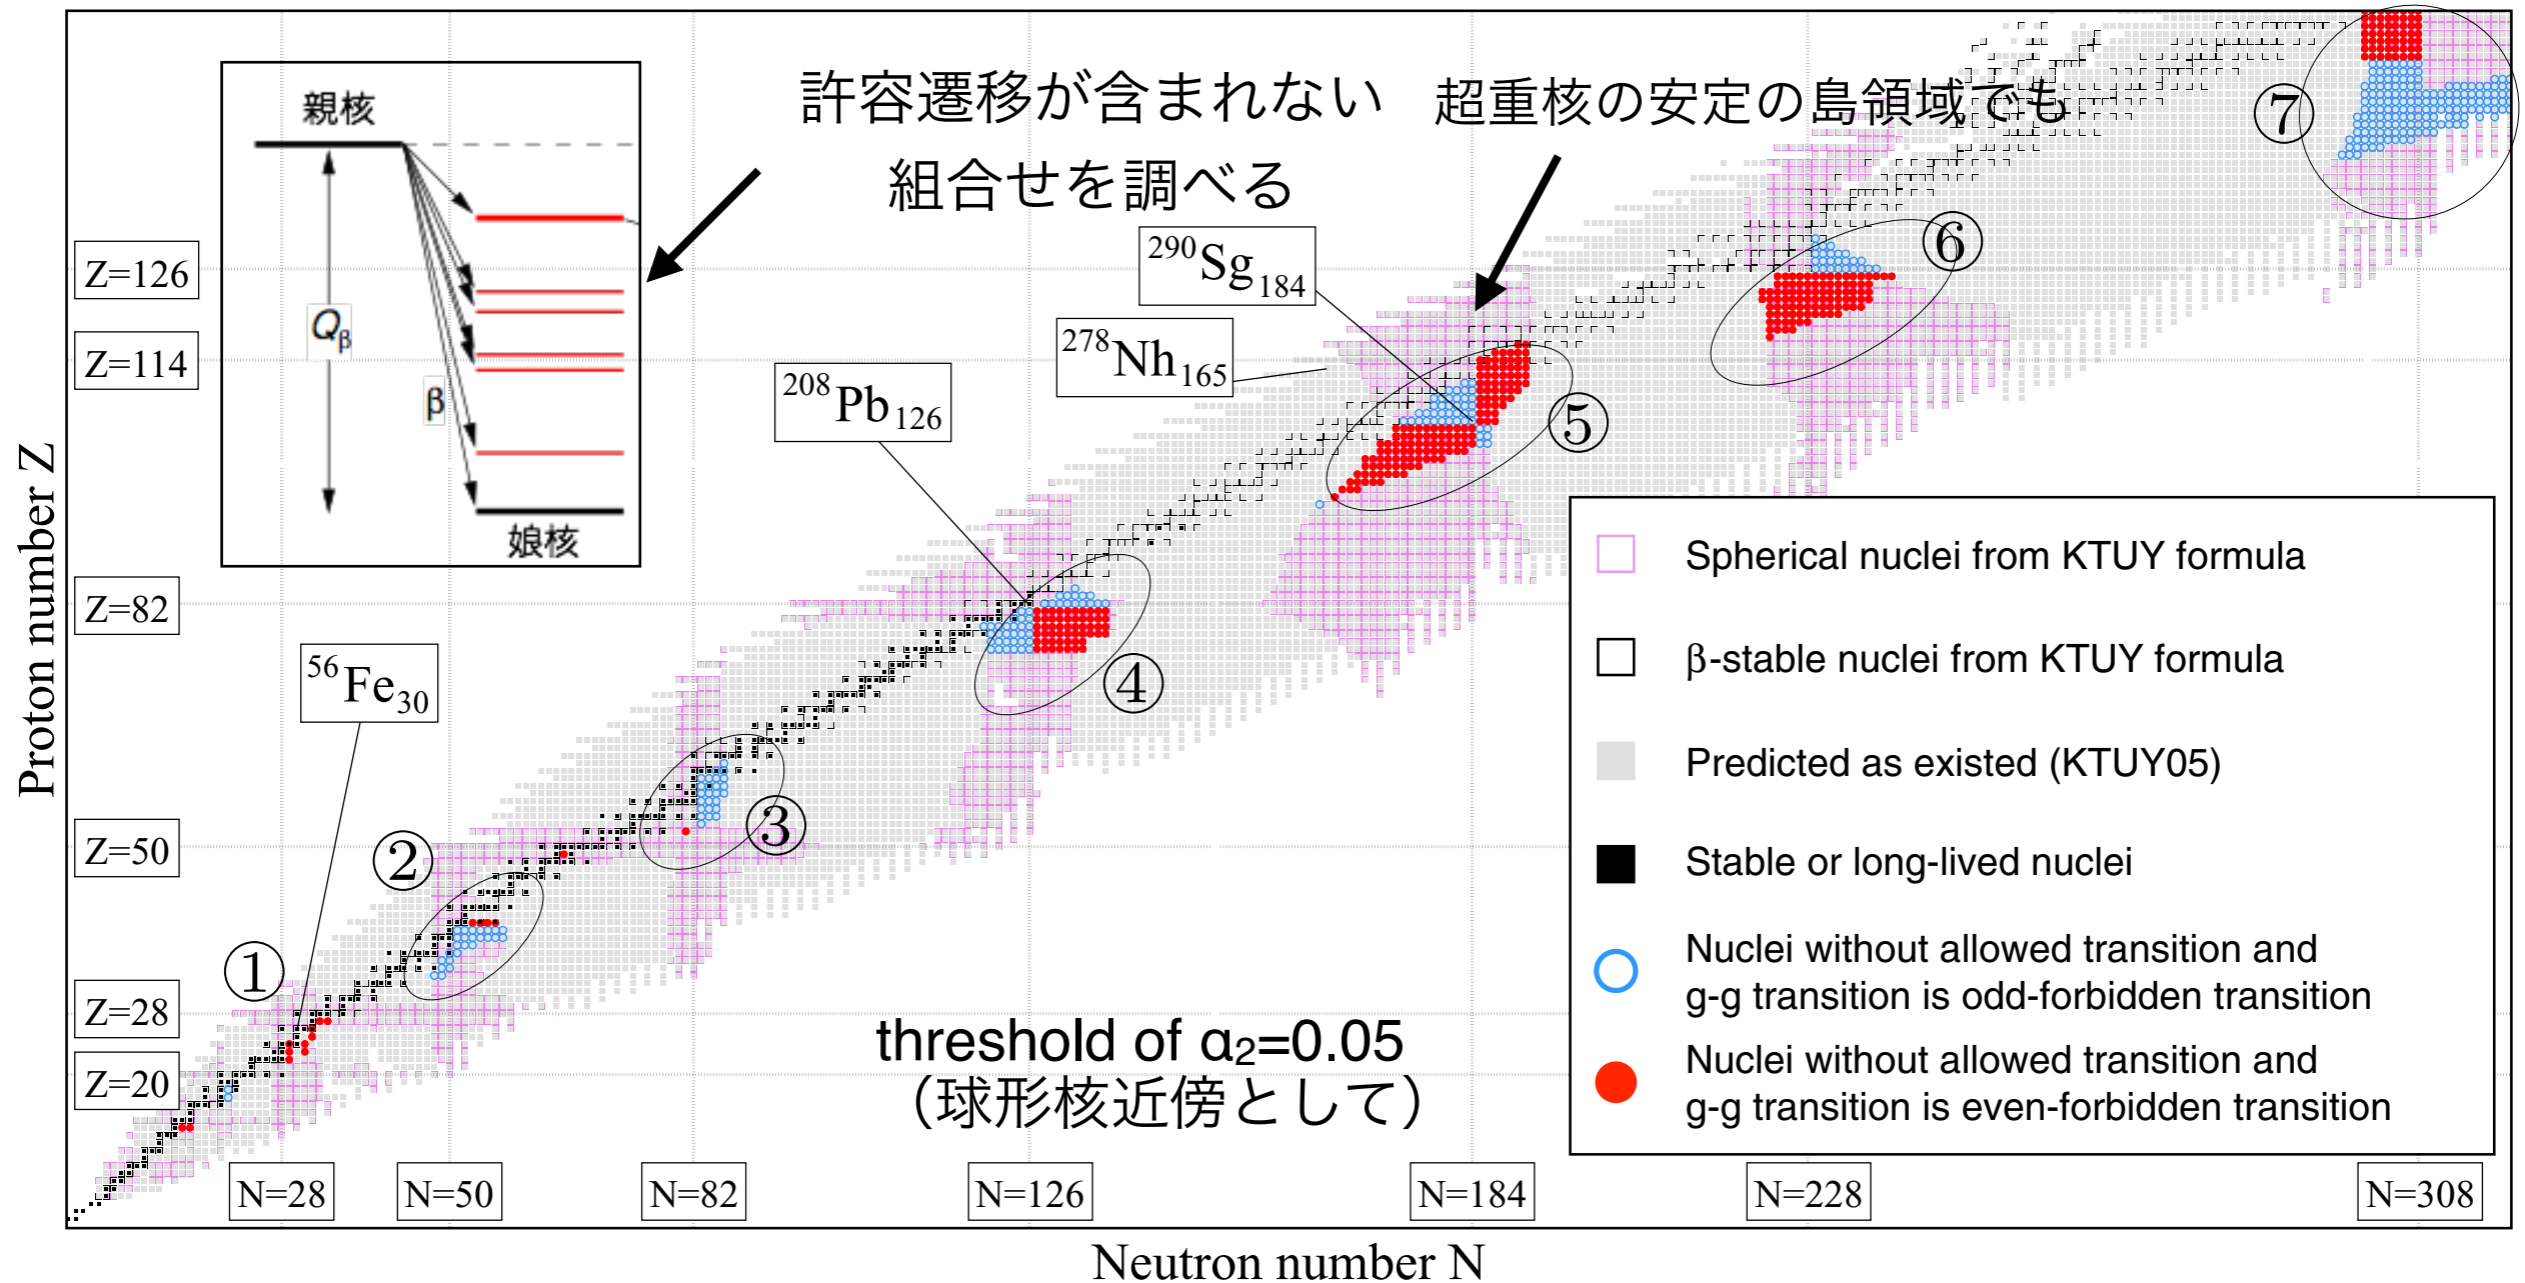 許容遷移が含まれない
組合せを調べる
超重核の安定の島領域でも
親核
Qβ
β
娘核
Z=126
Z=114
Z=82
Z=50
Z=28
Z=20
Proton number Z
290Sg184
278Nh165
208Pb126
56Fe30
①
②
③
④
⑤
⑥
⑦
threshold of α2=0.05
（球形核近傍として）
Spherical nuclei from KTUY formula
β-stable nuclei from KTUY formula
Predicted as existed (KTUY05)
Stable or long-lived nuclei
Nuclei without allowed transition and
g-g transition is odd-forbidden transition
Nuclei without allowed transition and
g-g transition is even-forbidden transition
N=28
N=50
N=82
N=126
N=184
N=228
N=308
Neutron number N